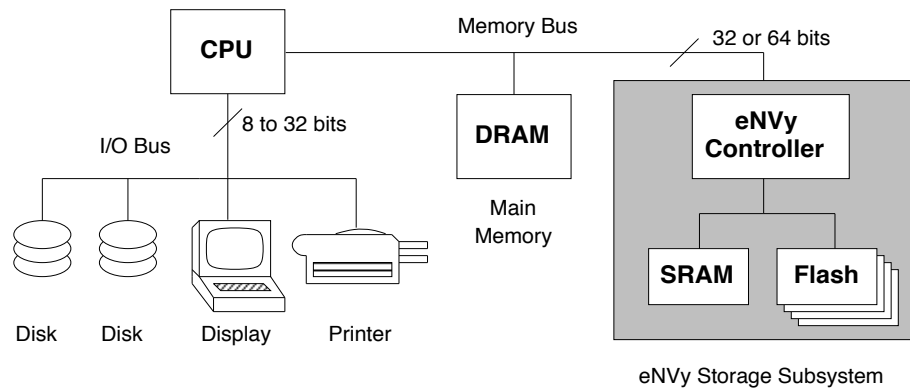 CPU
Memory Bus
32 or 64 bits
8 to 32 bits
I/O Bus
DRAM
Main
Memory
eNVy
Controller
SRAM
Flash
Disk
Disk
Display
Printer
eNVy Storage Subsystem